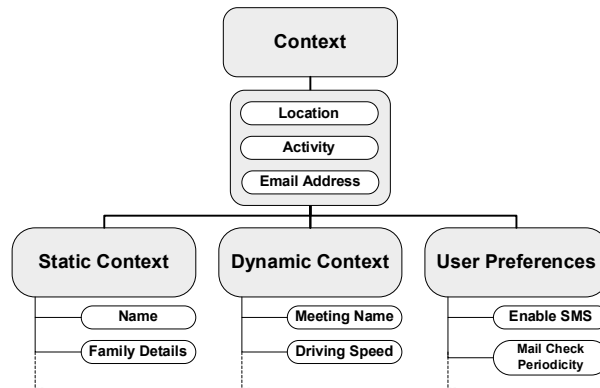 Context
Location
Activity
Email Address
Static Context
Dynamic Context
User Preferences
Name
Meeting Name
Enable SMS
Family Details
Driving Speed
Mail Check
Periodicity